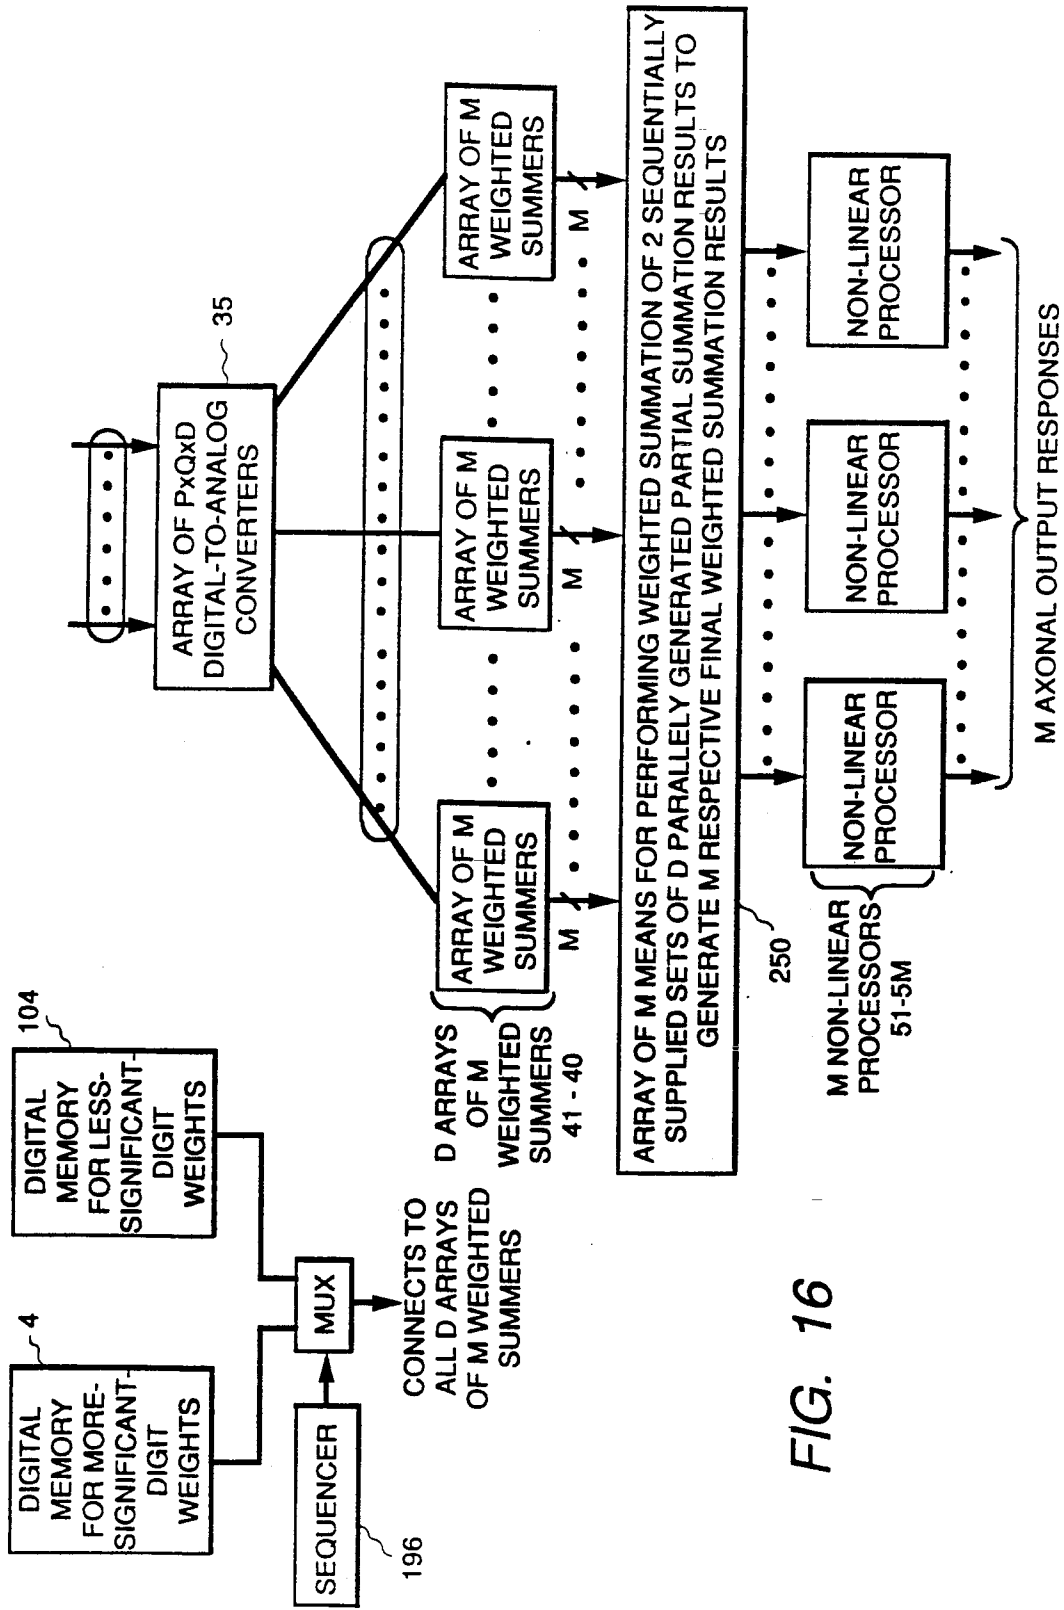 DIGITAL
MEMORY
FOR MORE-
SIGNIFICANT-
DIGIT
WEIGHTS
4
DIGITAL
MEMORY
FOR LESS-
SIGNIFICANT-
DIGIT
WEIGHTS
104
SEQUENCER
196
MUX
CONNECTS TO
ALL D ARRAYS
OF M WEIGHTED
SUMMERS
ARRAY OF PxQxD
DIGITAL-TO-ANALOG
CONVERTERS
35
D ARRAYS
OF M
WEIGHTED
SUMMERS
41 - 40
ARRAY OF M
WEIGHTED
SUMMERS
ARRAY OF M
WEIGHTED
SUMMERS
ARRAY OF M
WEIGHTED
SUMMERS
M
M
M
ARRAY OF M MEANS FOR PERFORMING WEIGHTED SUMMATION OF 2 SEQUENTIALLY
SUPPLIED SETS OF D PARALLELY GENERATED PARTIAL SUMMATION RESULTS TO
GENERATE M RESPECTIVE FINAL WEIGHTED SUMMATION RESULTS
250
M NON-LINEAR
PROCESSORS
51-5M
NON-LINEAR
PROCESSOR
NON-LINEAR
PROCESSOR
NON-LINEAR
PROCESSOR
M AXONAL OUTPUT RESPONSES
FIG. 16